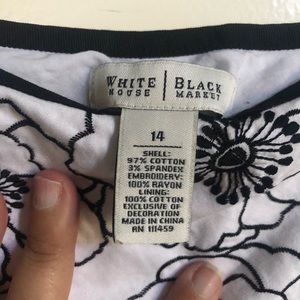 WHITE | BLACK
HOUSE | MARKET
14
SHELL:
97% COTTON
3% SPANDEX
EMBROIDERY:
100% RAYON
LINING:
100% COTTON
EXCLUSIVE OF
DECORATION
MADE IN CHINA
RN 111459